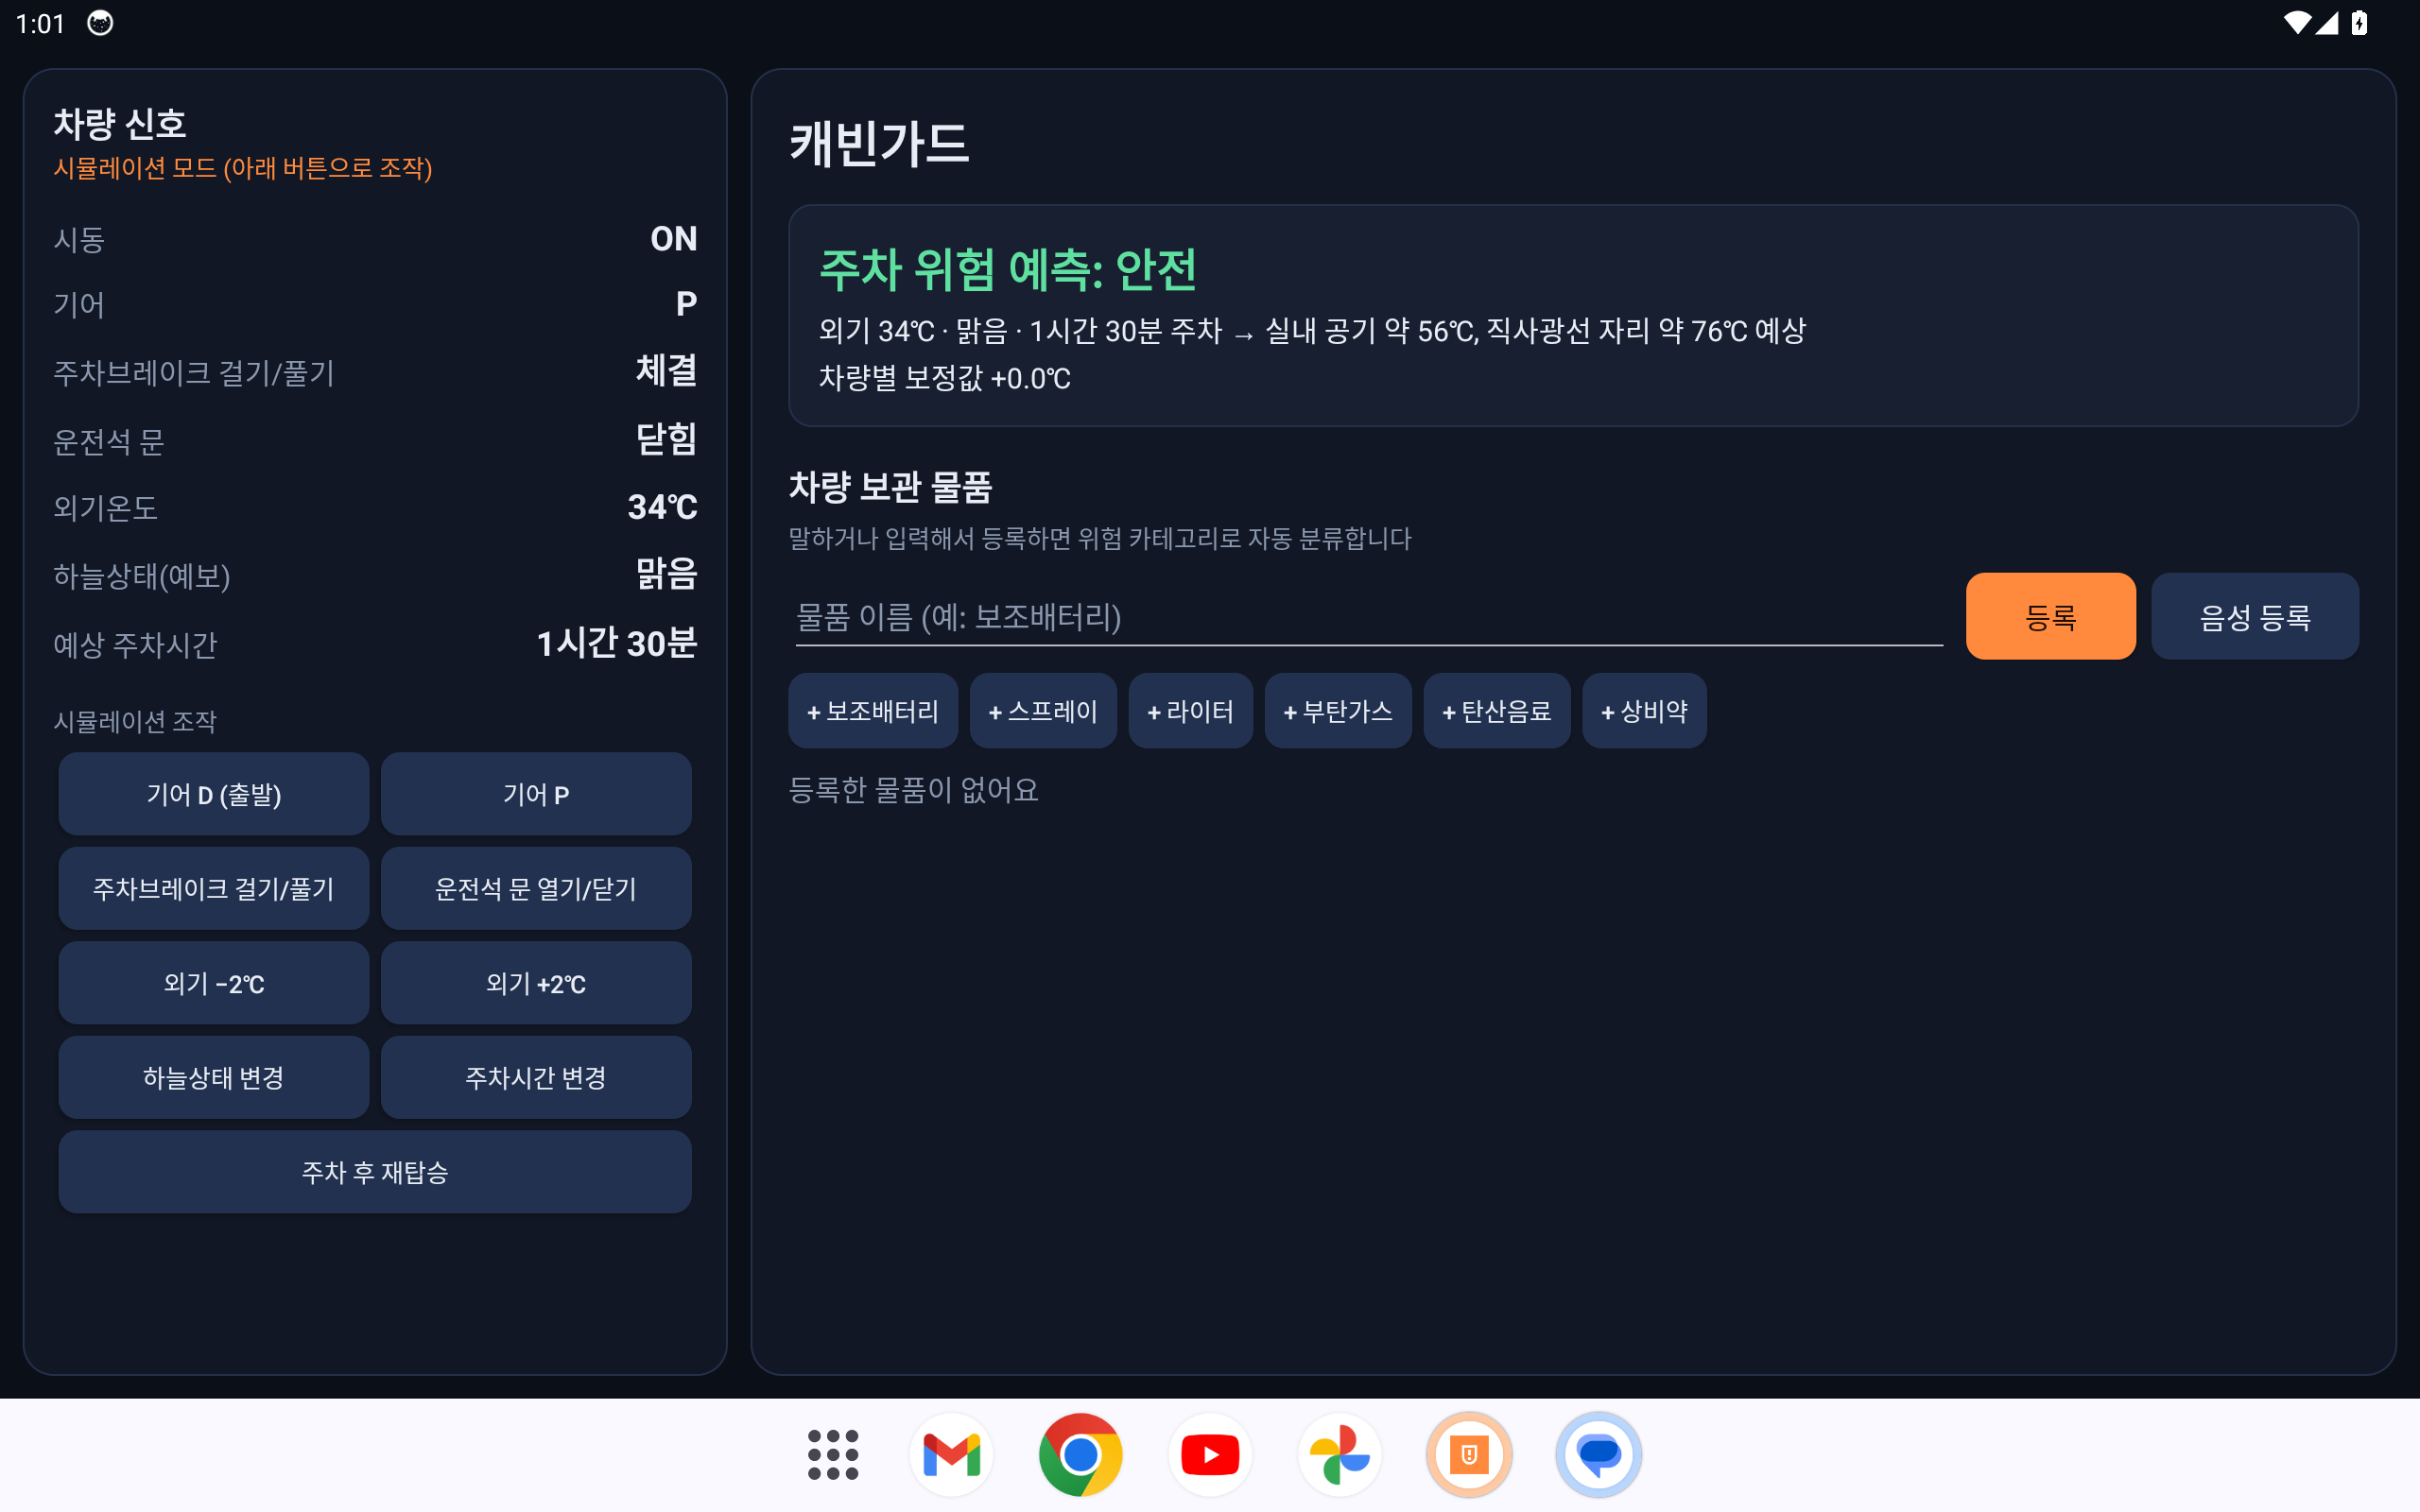 1:01
차량 신호
시뮬레이션 모드 (아래 버튼으로 조작)
시동 ON
기어 P
주차브레이크 걸기/풀기 체결
운전석 문 닫힘
외기온도 34℃
하늘상태(예보) 맑음
예상 주차시간 1시간 30분
시뮬레이션 조작
기어 D (출발) 기어 P
주차브레이크 걸기/풀기 운전석 문 열기/닫기
외기 −2℃ 외기 +2℃
하늘상태 변경 주차시간 변경
주차 후 재탑승
캐빈가드
주차 위험 예측: 안전
외기 34℃ · 맑음 · 1시간 30분 주차 → 실내 공기 약 56℃, 직사광선 자리 약 76℃ 예상
차량별 보정값 +0.0℃
차량 보관 물품
말하거나 입력해서 등록하면 위험 카테고리로 자동 분류합니다
물품 이름 (예: 보조배터리) 등록 음성 등록
+ 보조배터리 + 스프레이 + 라이터 + 부탄가스 + 탄산음료 + 상비약
등록한 물품이 없어요